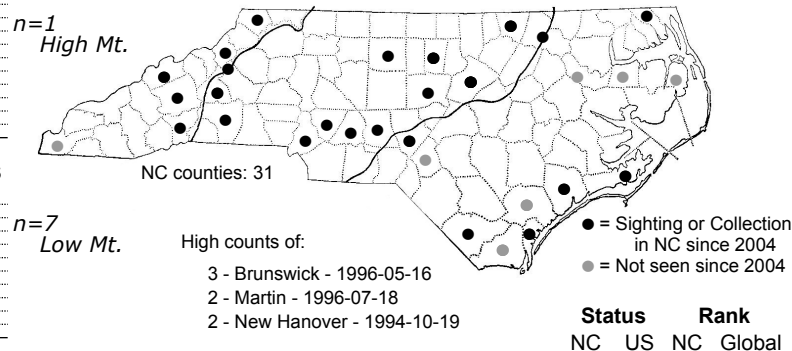 n=1
High Mt.
NC counties: 31
n=7
Low Mt.
High counts of:
3 - Brunswick - 1996-05-16
2 - Martin - 1996-07-18
2 - New Hanover - 1994-10-19
= Sighting or Collection
in NC since 2004
= Not seen since 2004
Status Rank
NC US NC Global